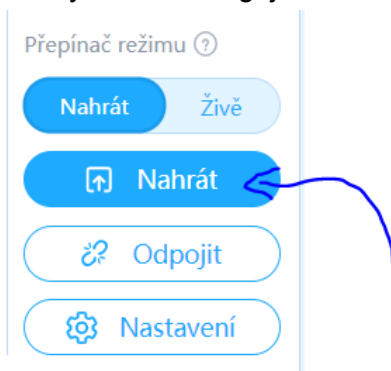 Přepínač režimu ?
Nahrát Živě
Nahrát
Odpojit
Nastavení